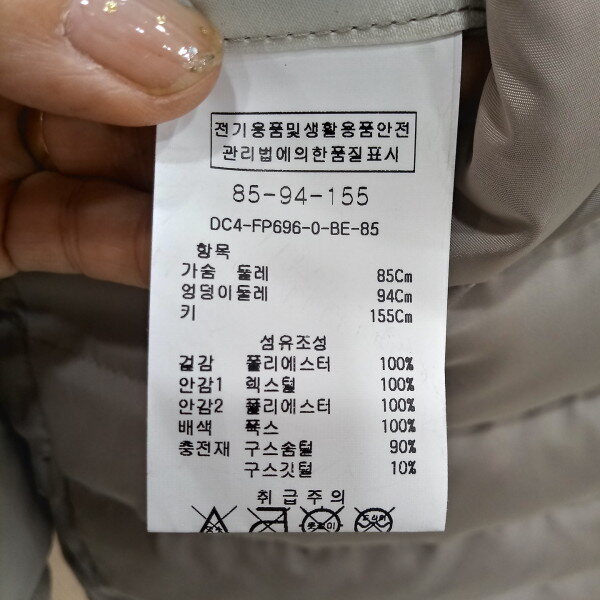 전기용품및생활용품안전
관리법에의한품질표시
85-94-155
DC4-FP696-0-BE-85
항목
가슴 둘레 85Cm
엉덩이둘레 94Cm
키 155Cm
섬유조성
겉감 폴리에스터 100%
안감1 렉스털 100%
안감2 폴리에스터 100%
배색 폭스 100%
충전재 구스솜털 90%
구스깃털 10%
취급주의
드라이